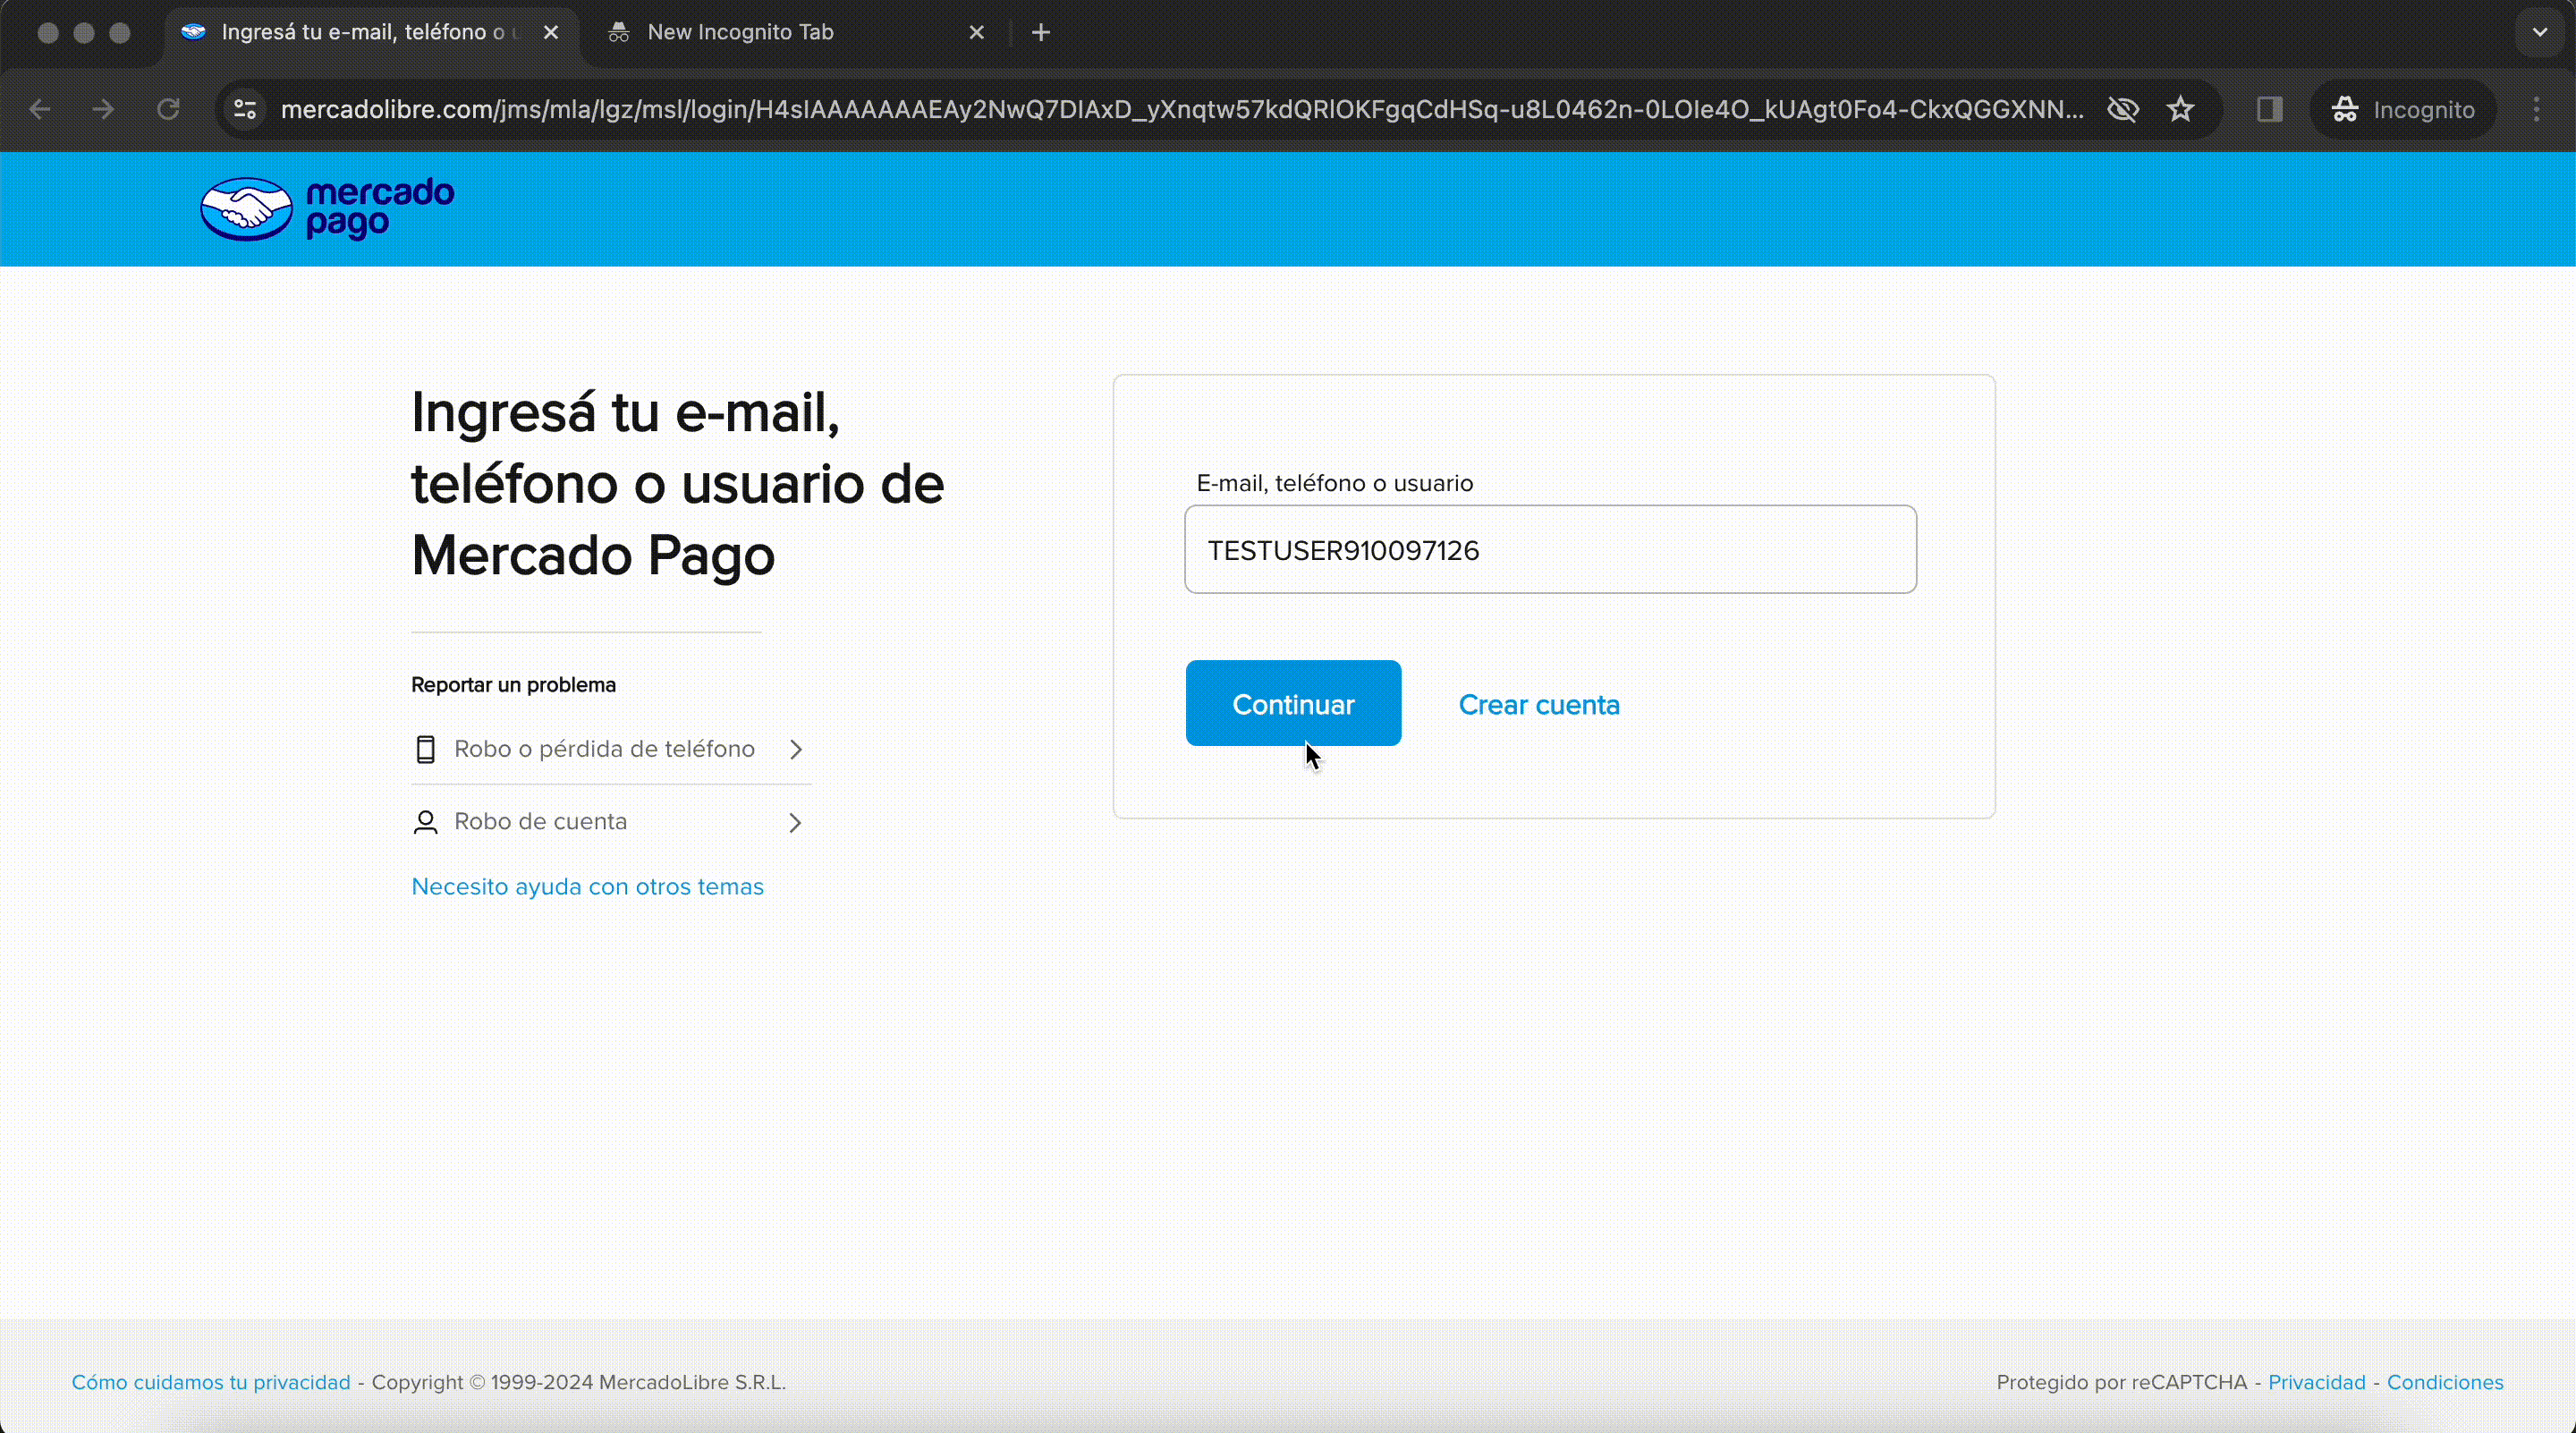 Ingresá tu e-mail, teléfono o
New Incognito Tab
mercadolibre.com/jms/mla/lgz/msl/login/H4sIAAAAAAAEAy2NwQ7DIAxD_yXnqtw57kdQRIOKFgqCdHSq-u8L0462n-0LOIe4O_kUAgt0Fo4-CkxQGGXNN...
Incognito
mercado
pago
Ingresá tu e-mail,
teléfono o usuario de
Mercado Pago
Reportar un problema
Robo o pérdida de teléfono
Robo de cuenta
Necesito ayuda con otros temas
E-mail, teléfono o usuario
TESTUSER910097126
Continuar
Crear cuenta
Cómo cuidamos tu privacidad - Copyright © 1999-2024 MercadoLibre S.R.L.
Protegido por reCAPTCHA - Privacidad - Condiciones